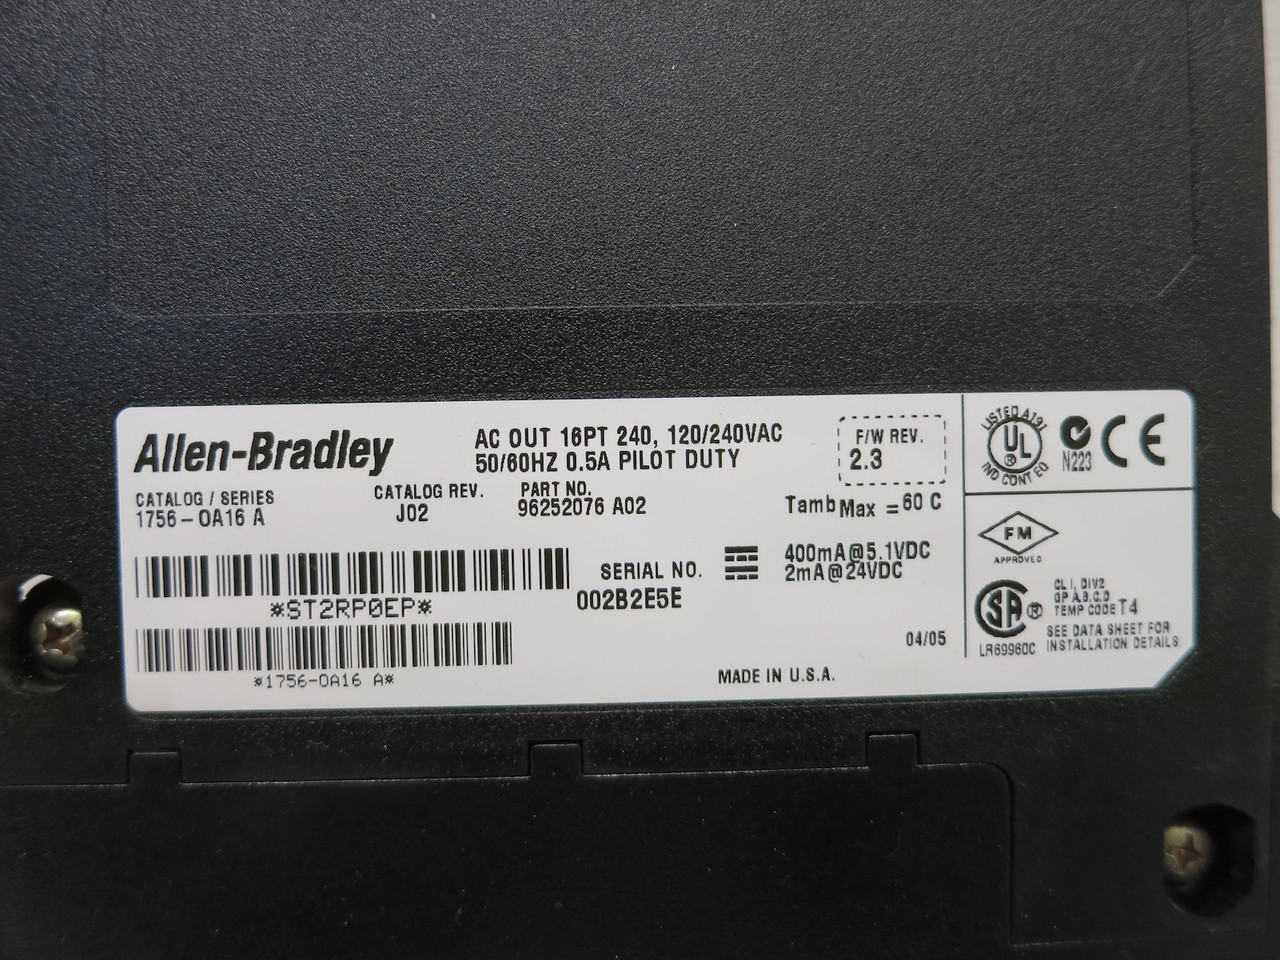 Allen-Bradley
AC OUT 16PT 240, 120/240VAC
50/60HZ 0.5A PILOT DUTY
F/W REV.
2.3
CATALOG / SERIES
1756-OA16 A
CATALOG REV.
J02
PART NO.
96252076 A02
Tamb Max = 60 C
*ST2RP0EP*
SERIAL NO.
002B2E5E
400mA@5.1VDC
2mA@24VDC
*1756-OA16 A*
04/05
MADE IN U.S.A.
LISTED A191
UL
®
IND CONT EQ
N223
CE
FM
APPROVED
SA ®
LR69960C
CL I, DIV2
GP A,B,C,D
TEMP CODE T4
SEE DATA SHEET FOR
INSTALLATION DETAILS